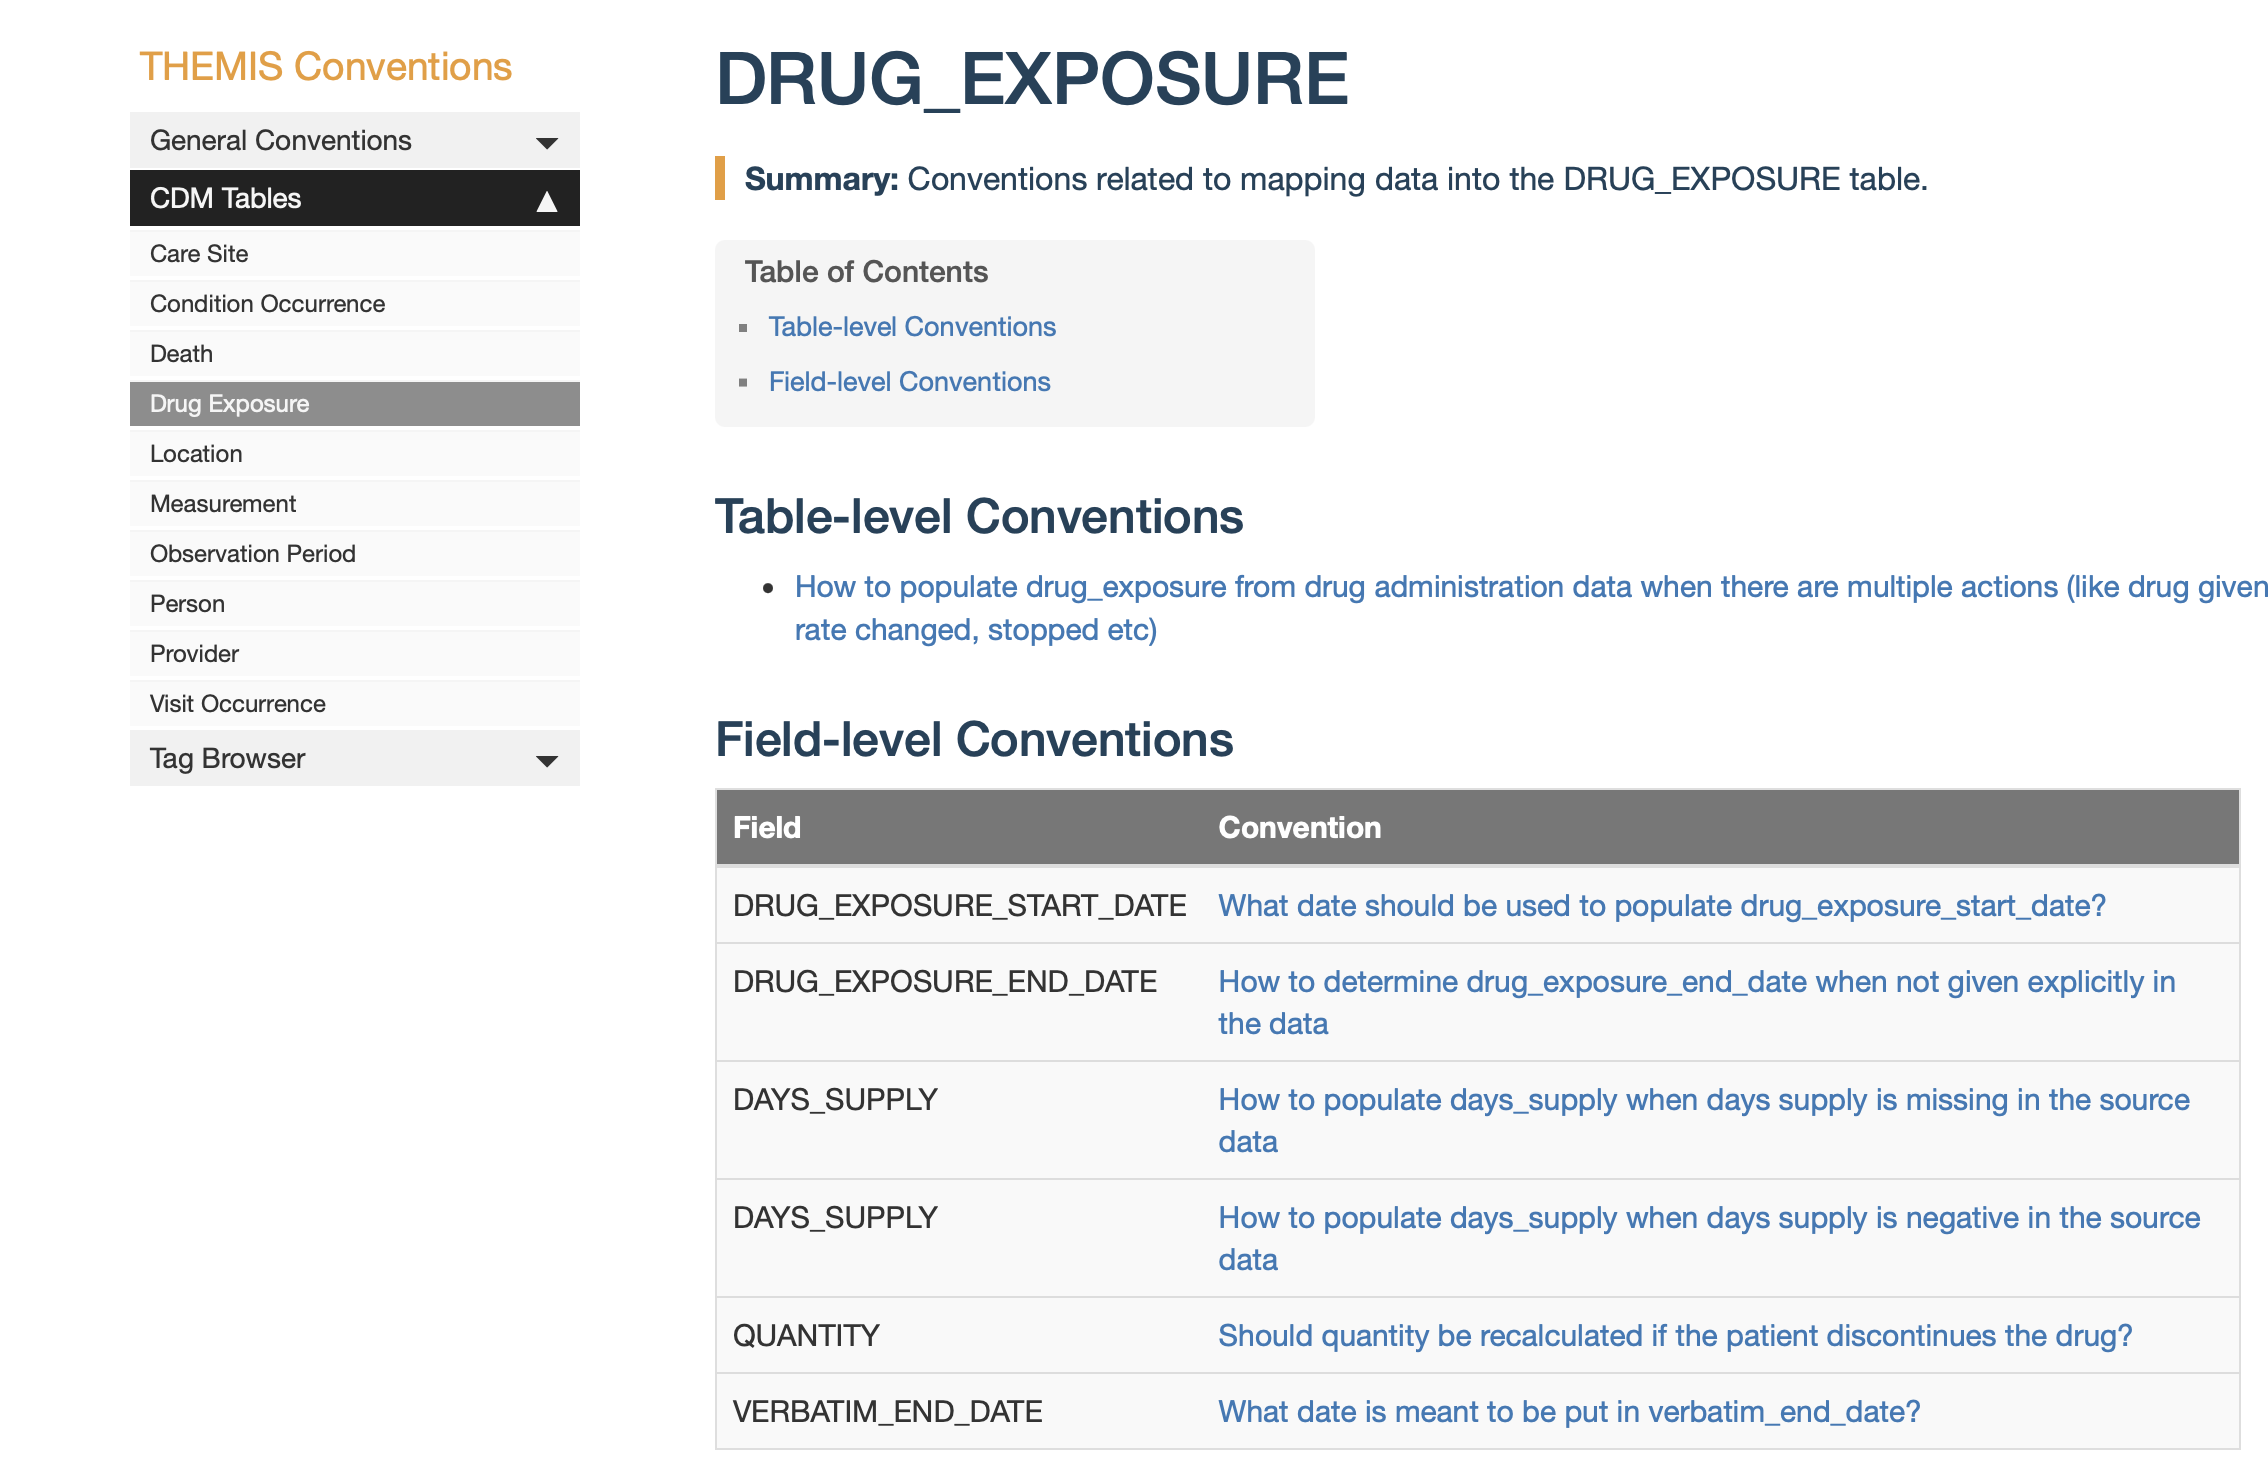 THEMIS Conventions
General Conventions
CDM Tables
Care Site
Condition Occurrence
Death
Drug Exposure
Location
Measurement
Observation Period
Person
Provider
Visit Occurrence
Tag Browser
DRUG_EXPOSURE
Summary: Conventions related to mapping data into the DRUG_EXPOSURE table.
Table of Contents
Table-level Conventions
Field-level Conventions
Table-level Conventions
How to populate drug_exposure from drug administration data when there are multiple actions (like drug given
rate changed, stopped etc)
Field-level Conventions
Field Convention
DRUG_EXPOSURE_START_DATE What date should be used to populate drug_exposure_start_date?
DRUG_EXPOSURE_END_DATE How to determine drug_exposure_end_date when not given explicitly in
the data
DAYS_SUPPLY How to populate days_supply when days supply is missing in the source
data
DAYS_SUPPLY How to populate days_supply when days supply is negative in the source
data
QUANTITY Should quantity be recalculated if the patient discontinues the drug?
VERBATIM_END_DATE What date is meant to be put in verbatim_end_date?